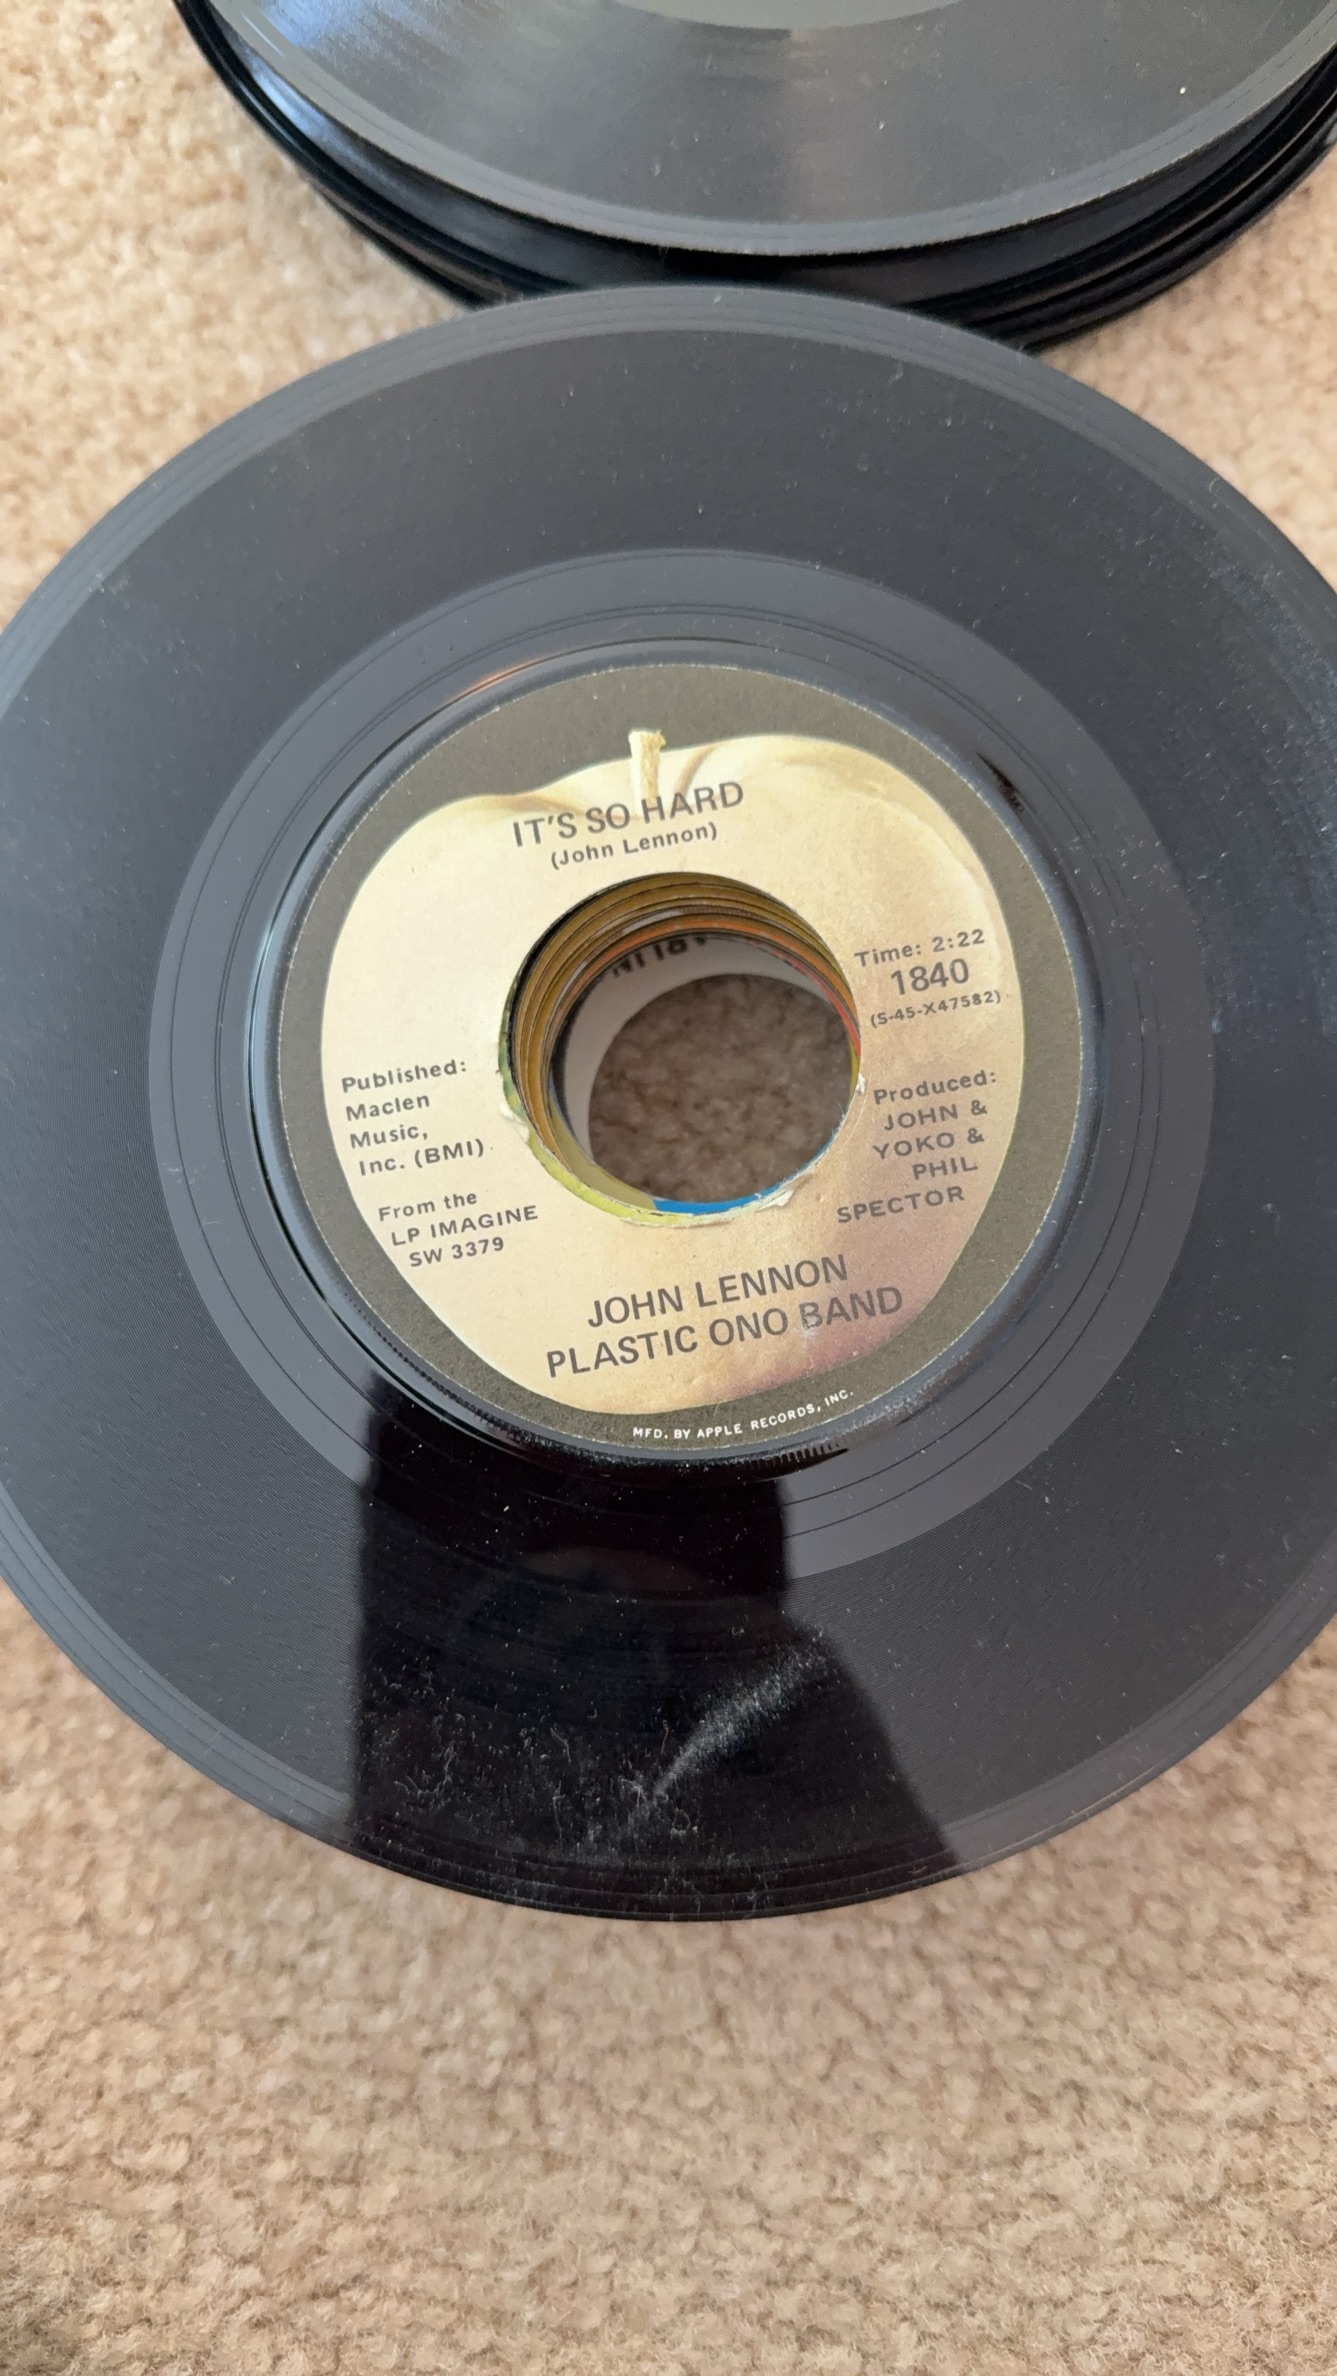 IT'S SO HARD
(John Lennon)
Time: 2:22
1840
(S-45-X47582)
Published:
Maclen
Music,
Inc. (BMI)
From the
LP IMAGINE
SW 3379
Produced:
JOHN &
YOKO &
PHIL
SPECTOR
JOHN LENNON
PLASTIC ONO BAND
MFD. BY APPLE RECORDS, INC.